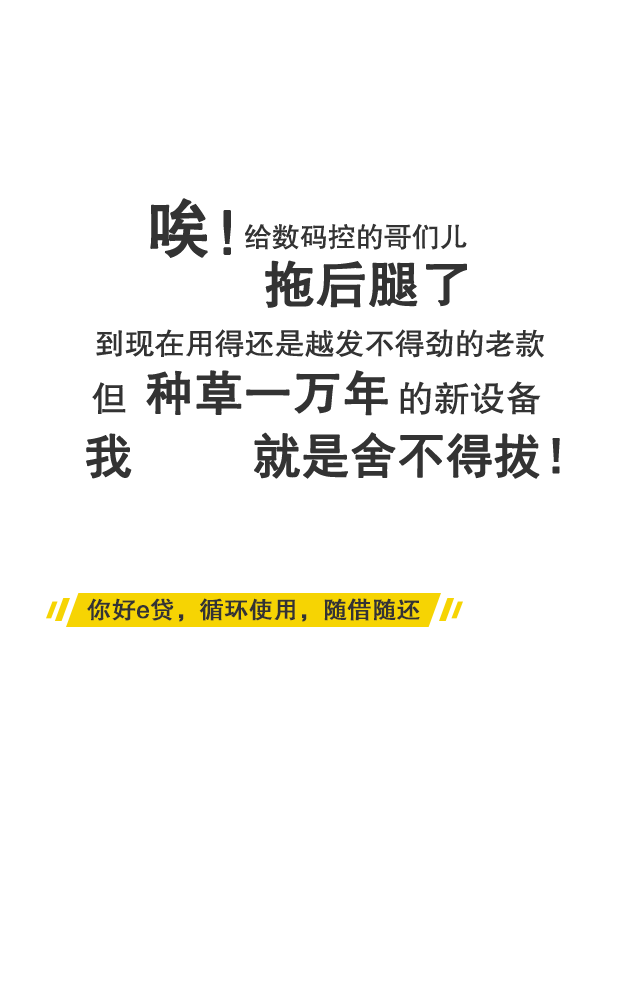 唉！给数码控的哥们儿
拖后腿了
到现在用得还是越发不得劲的老款
但 种草一万年 的新设备
我 就是舍不得拔！
你好e贷，循环使用，随借随还